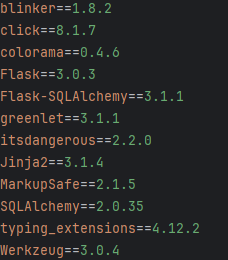 blinker==1.8.2
click==8.1.7
colorama==0.4.6
Flask==3.0.3
Flask-SQLAlchemy==3.1.1
greenlet==3.1.1
itsdangerous==2.2.0
Jinja2==3.1.4
MarkupSafe==2.1.5
SQLAlchemy==2.0.35
typing_extensions==4.12.2
Werkzeug==3.0.4